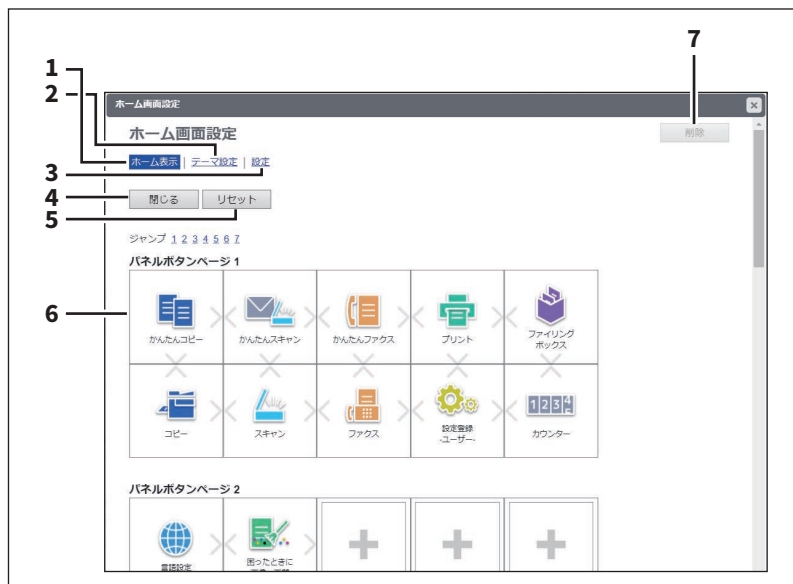 7
1
2
3
4
5
6
ホーム画面設定
ホーム画面設定
削除
ホーム表示 | テーマ設定 | 設定
閉じる リセット
ジャンプ 1 2 3 4 5 6 7
パネルボタンページ 1
かんたんコピー かんたんスキャン かんたんファクス プリント ファイリング
ボックス
コピー スキャン ファクス 設定登録
-ユーザー- カウンター
パネルボタンページ 2
言語設定 困ったときに